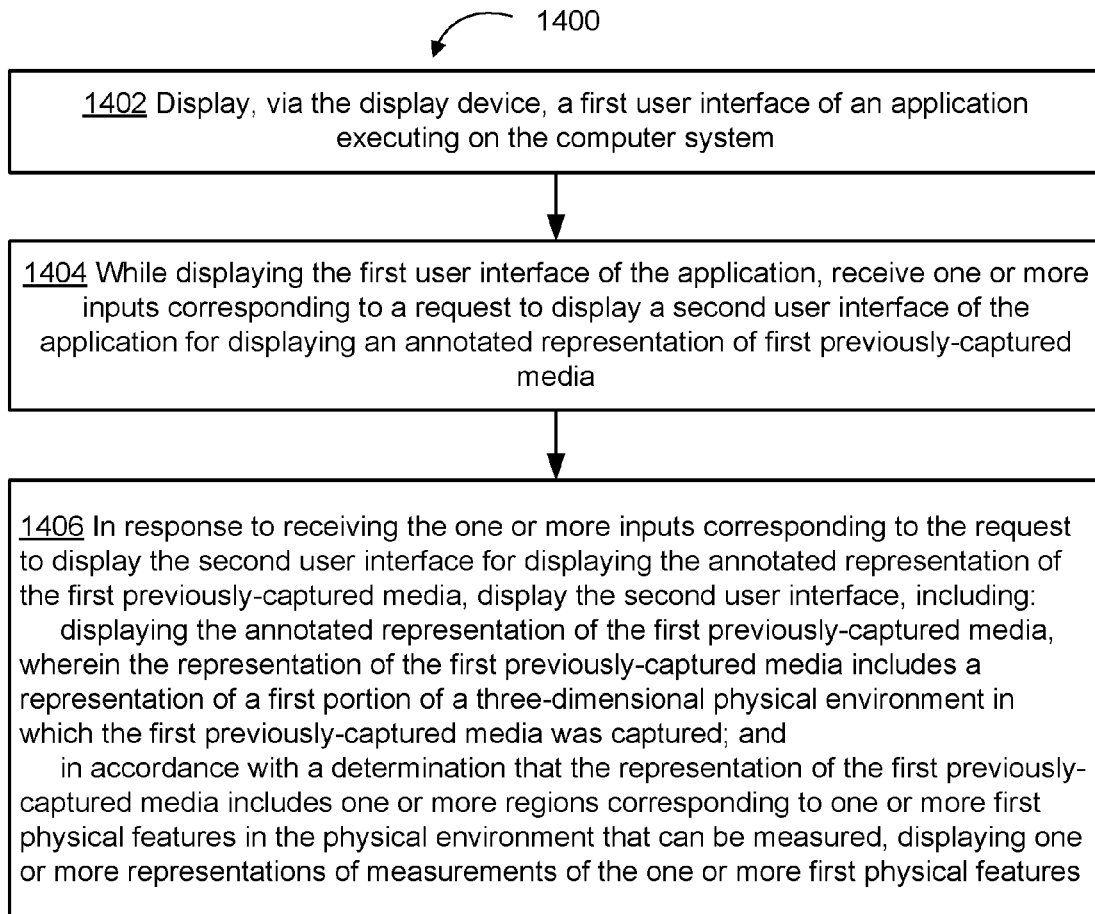 1400
1402 Display, via the display device, a first user interface of an application
executing on the computer system
1404 While displaying the first user interface of the application, receive one or more
inputs corresponding to a request to display a second user interface of the
application for displaying an annotated representation of first previously-captured
media
1406 In response to receiving the one or more inputs corresponding to the request
to display the second user interface for displaying the annotated representation of
the first previously-captured media, display the second user interface, including:
displaying the annotated representation of the first previously-captured media,
wherein the representation of the first previously-captured media includes a
representation of a first portion of a three-dimensional physical environment in
which the first previously-captured media was captured; and
in accordance with a determination that the representation of the first previously-
captured media includes one or more regions corresponding to one or more first
physical features in the physical environment that can be measured, displaying one
or more representations of measurements of the one or more first physical features